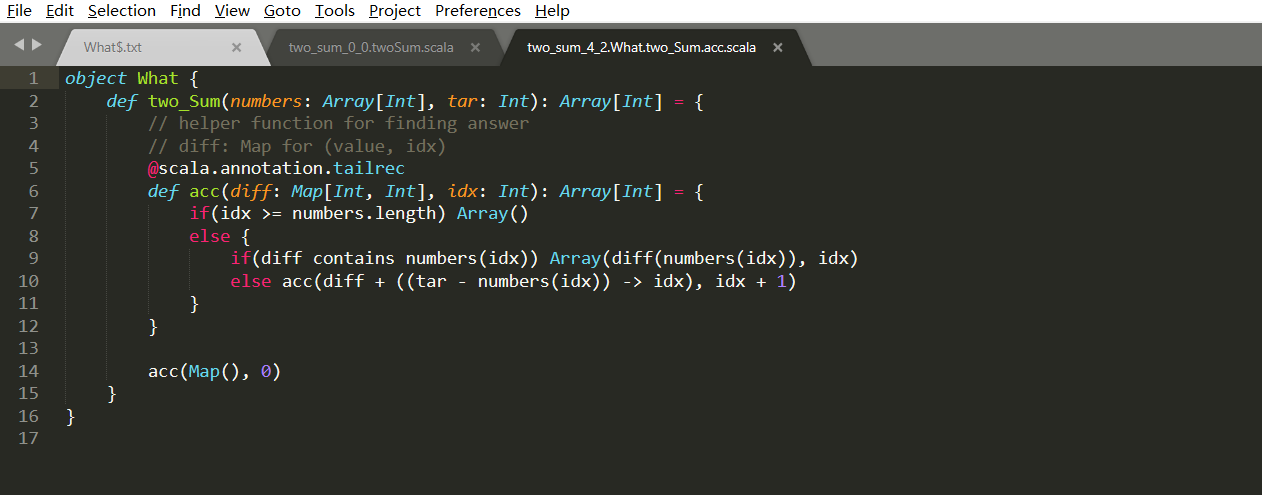 File Edit Selection Find View Goto Tools Project Preferences Help
What$.txt × two_sum_0_0.twoSum.scala × two_sum_4_2.What.two_Sum.acc.scala ×
1 object What {
2     def two_Sum(numbers: Array[Int], tar: Int): Array[Int] = {
3         // helper function for finding answer
4         // diff: Map for (value, idx)
5         @scala.annotation.tailrec
6         def acc(diff: Map[Int, Int], idx: Int): Array[Int] = {
7             if(idx >= numbers.length) Array()
8             else {
9                 if(diff contains numbers(idx)) Array(diff(numbers(idx)), idx)
10                 else acc(diff + ((tar - numbers(idx)) -> idx), idx + 1)
11             }
12         }
13
14         acc(Map(), 0)
15     }
16 }
17